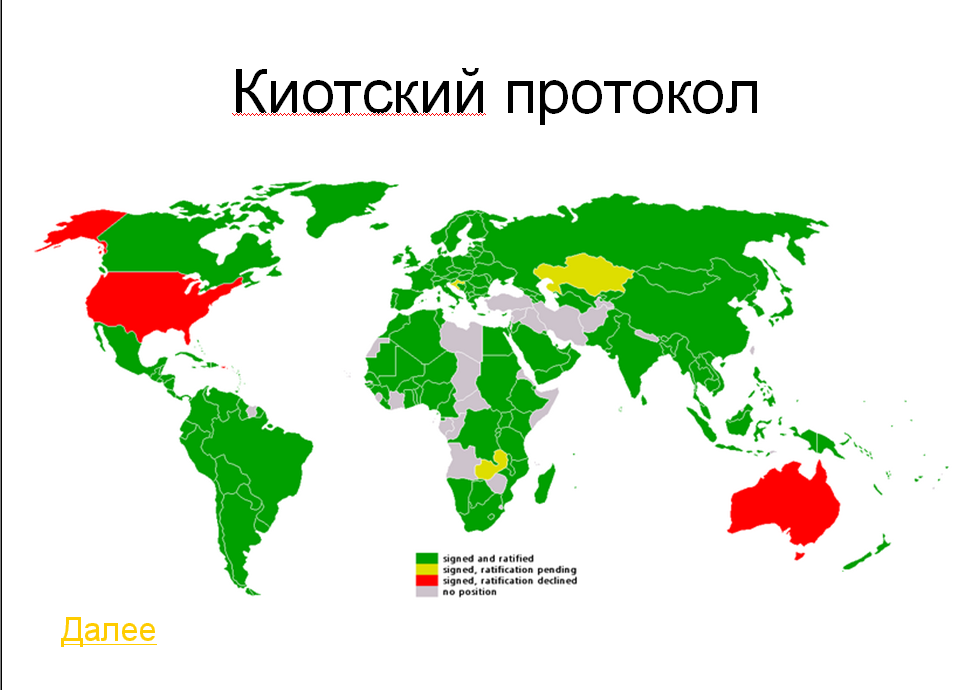 Киотский протокол
signed and ratified
signed, ratification pending
signed, ratification declined
no position
Далее